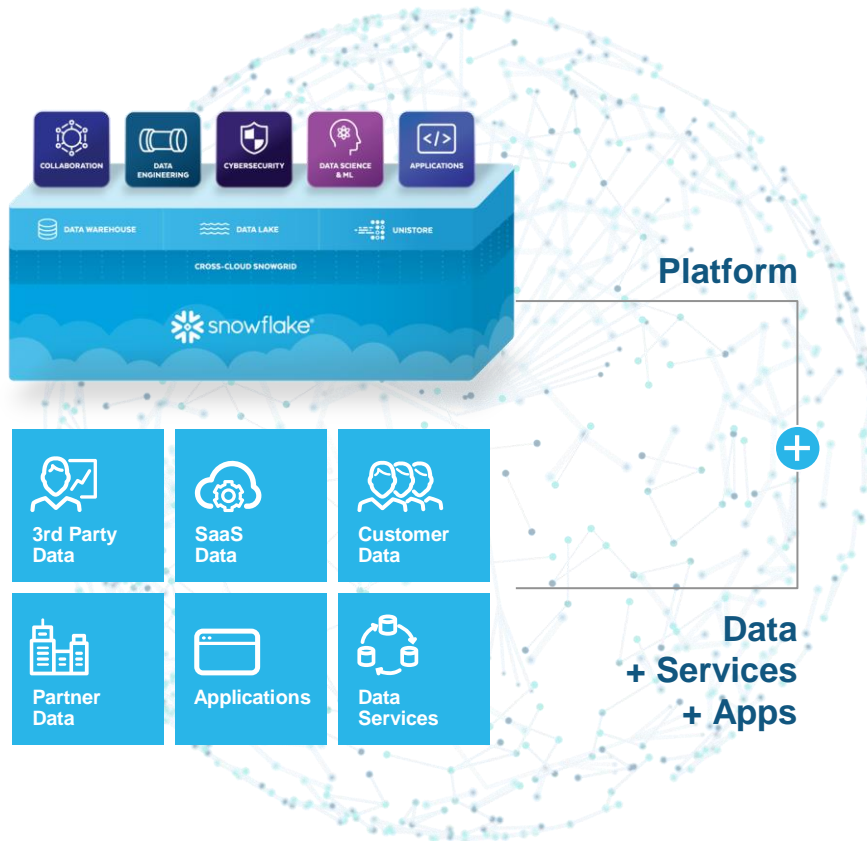 COLLABORATION
DATA
ENGINEERING
CYBERSECURITY
DATA SCIENCE
& ML
APPLICATIONS
</>
DATA WAREHOUSE
DATA LAKE
UNISTORE
CROSS-CLOUD SNOWGRID
snowflake®
Platform
+
3rd Party
Data
SaaS
Data
Customer
Data
Partner
Data
Applications
Data
Services
Data
+ Services
+ Apps